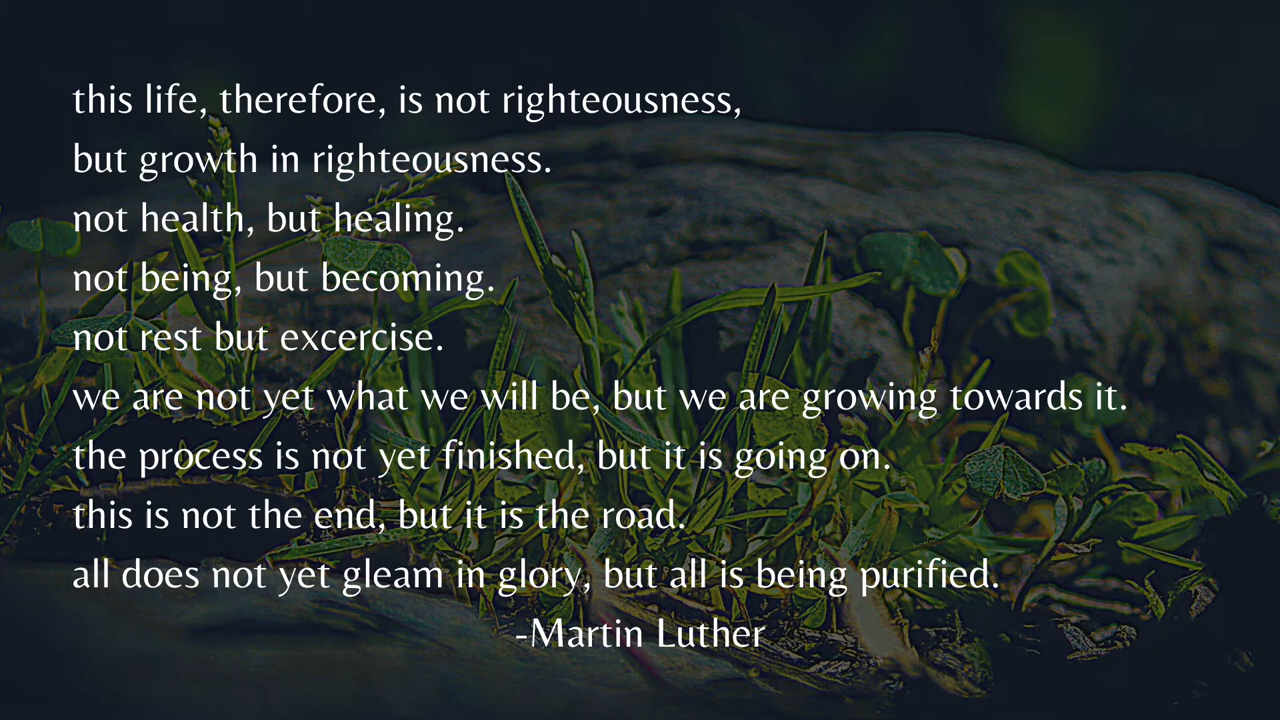 this life, therefore, is not righteousness,
but growth in righteousness.
not health, but healing.
not being, but becoming.
not rest but excercise.
we are not yet what we will be, but we are growing towards it.
the process is not yet finished, but it is going on.
this is not the end, but it is the road.
all does not yet gleam in glory, but all is being purified.
-Martin Luther